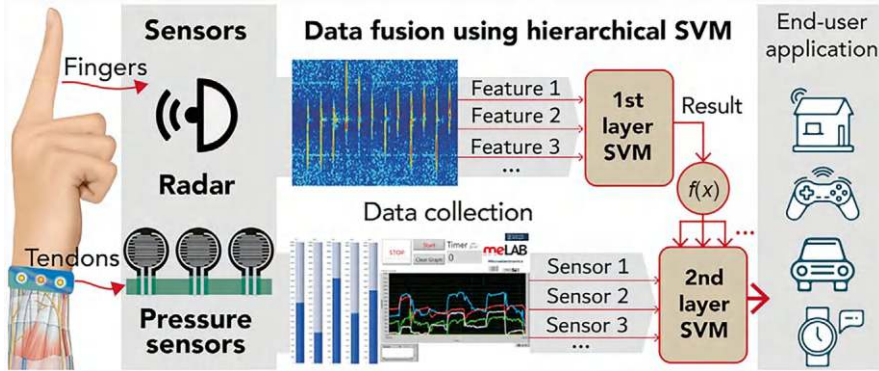 Sensors
Data fusion using hierarchical SVM
End-user
application
Fingers
Radar
Feature 1
Feature 2
Feature 3
...
1st
layer
SVM
Result
f(x)
...
Data collection
Tendons
Pressure
sensors
STOP
Start
Clear Graph
Timer
0
meLAB
Sensor 1
Sensor 2
Sensor 3
...
2nd
layer
SVM